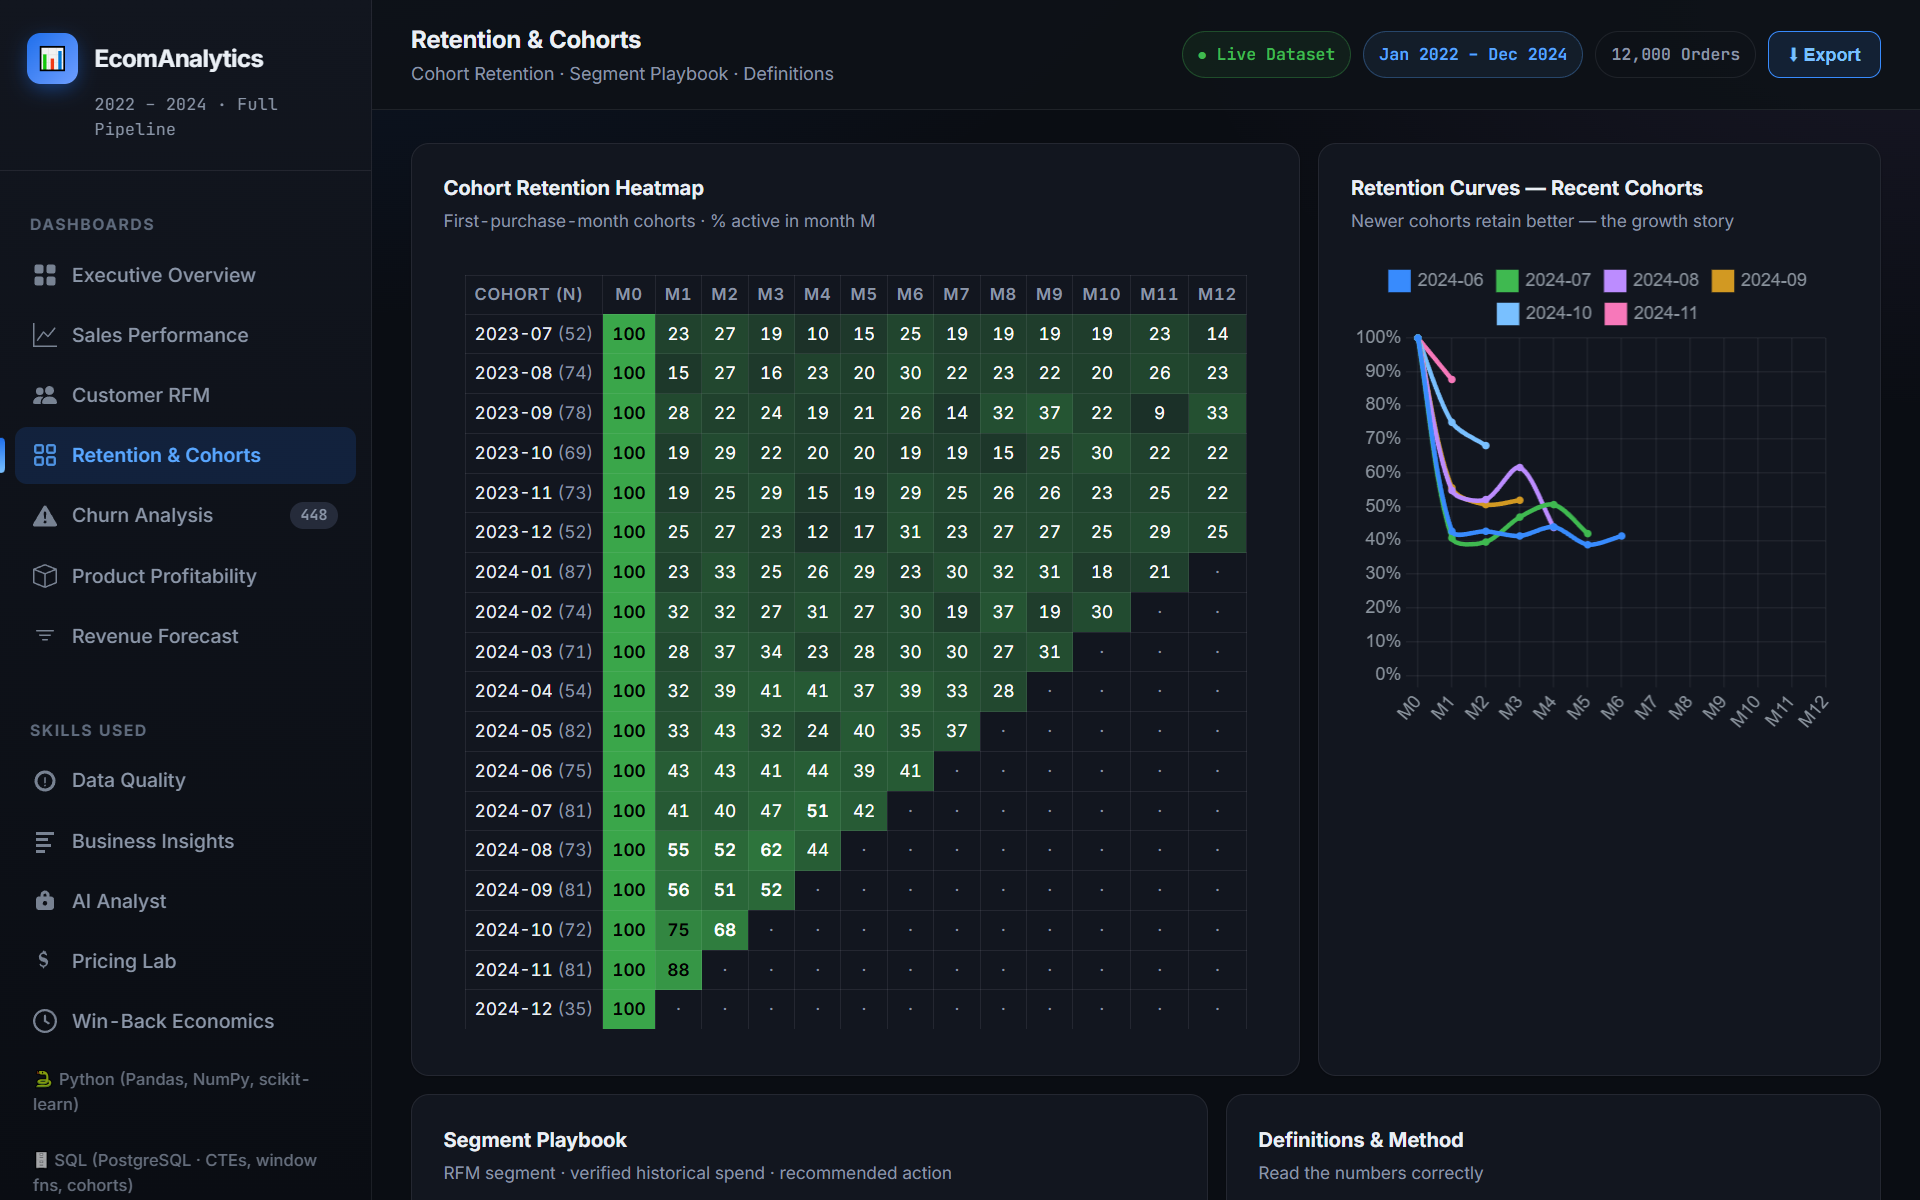 EcomAnalytics
2022 – 2024 · Full
Pipeline
DASHBOARDS
Executive Overview
Sales Performance
Customer RFM
Retention & Cohorts
Churn Analysis 448
Product Profitability
Revenue Forecast
SKILLS USED
Data Quality
Business Insights
AI Analyst
Pricing Lab
Win-Back Economics
Python (Pandas, NumPy, scikit-
learn)
SQL (PostgreSQL · CTEs, window
fns, cohorts)
Retention & Cohorts
Cohort Retention · Segment Playbook · Definitions
● Live Dataset
Jan 2022 – Dec 2024
12,000 Orders
⬇ Export
Cohort Retention Heatmap
First-purchase-month cohorts · % active in month M
COHORT (N) M0 M1 M2 M3 M4 M5 M6 M7 M8 M9 M10 M11 M12
2023-07 (52) 100 23 27 19 10 15 25 19 19 19 19 23 14
2023-08 (74) 100 15 27 16 23 20 30 22 23 22 20 26 23
2023-09 (78) 100 28 22 24 19 21 26 14 32 37 22 9 33
2023-10 (69) 100 19 29 22 20 20 19 19 15 25 30 22 22
2023-11 (73) 100 19 25 29 15 19 29 25 26 26 23 25 22
2023-12 (52) 100 25 27 23 12 17 31 23 27 27 25 29 25
2024-01 (87) 100 23 33 25 26 29 23 30 32 31 18 21 ·
2024-02 (74) 100 32 32 27 31 27 30 19 37 19 30 · ·
2024-03 (71) 100 28 37 34 23 28 30 30 27 31 · · ·
2024-04 (54) 100 32 39 41 41 37 39 33 28 · · · ·
2024-05 (82) 100 33 43 32 24 40 35 37 · · · · ·
2024-06 (75) 100 43 43 41 44 39 41 · · · · · ·
2024-07 (81) 100 41 40 47 51 42 · · · · · · ·
2024-08 (73) 100 55 52 62 44 · · · · · · · ·
2024-09 (81) 100 56 51 52 · · · · · · · · ·
2024-10 (72) 100 75 68 · · · · · · · · · ·
2024-11 (81) 100 88 · · · · · · · · · · ·
2024-12 (35) 100 · · · · · · · · · · · ·
Retention Curves — Recent Cohorts
Newer cohorts retain better — the growth story
2024-06 2024-07 2024-08 2024-09
2024-10 2024-11
100%
90%
80%
70%
60%
50%
40%
30%
20%
10%
0%
M0 M1 M2 M3 M4 M5 M6 M7 M8 M9 M10 M11 M12
Segment Playbook
RFM segment · verified historical spend · recommended action
Definitions & Method
Read the numbers correctly